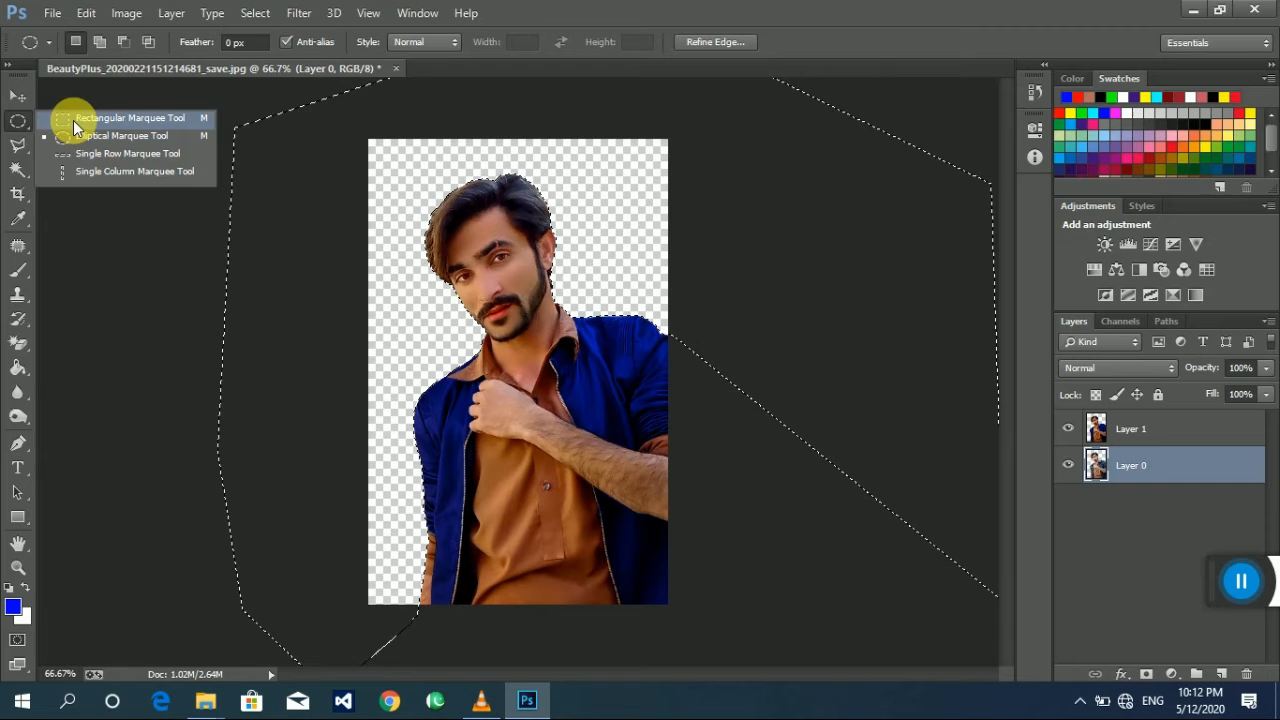 Ps File Edit Image Layer Type Select Filter 3D View Window Help
Feather: 0 px Anti-alias Style: Normal Width: Height: Refine Edge... Essentials
BeautyPlus_20200221151214681_save.jpg @ 66.7% (Layer 0, RGB/8) *
Color Swatches
Rectangular Marquee Tool M
Elliptical Marquee Tool M
Single Row Marquee Tool
Single Column Marquee Tool
Adjustments Styles
Add an adjustment
Layers Channels Paths
Kind
Normal Opacity: 100%
Lock: Fill: 100%
Layer 1
Layer 0
66.67% Doc: 1.02M/2.64M
ENG 10:12 PM
5/12/2020